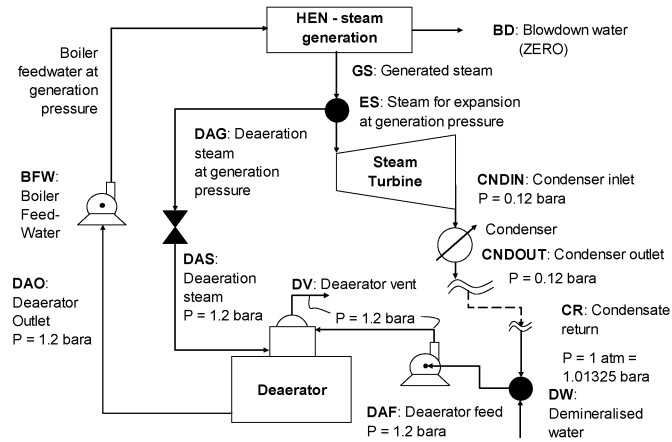 HEN - steam
generation
BD: Blowdown water
(ZERO)
Boiler
feedwater at
generation
pressure
GS: Generated steam
ES: Steam for expansion
at generation pressure
DAG: Deaeration
steam
at generation
pressure
Steam
Turbine
BFW:
Boiler
Feed-
Water
CNDIN: Condenser inlet
P = 0.12 bara
Condenser
CNDOUT: Condenser outlet
P = 0.12 bara
DAS:
Deaeration
steam
P = 1.2 bara
DV: Deaerator vent
P = 1.2 bara
DAO:
Deaerator
Outlet
P = 1.2 bara
CR: Condensate
return
P = 1 atm =
1.01325 bara
Deaerator
DW:
Demineralised
water
DAF: Deaerator feed
P = 1.2 bara